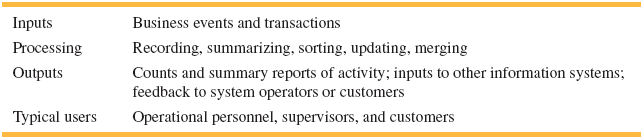 Inputs Business events and transactions
Processing Recording, summarizing, sorting, updating, merging
Outputs Counts and summary reports of activity; inputs to other information systems;
feedback to system operators or customers
Typical users Operational personnel, supervisors, and customers